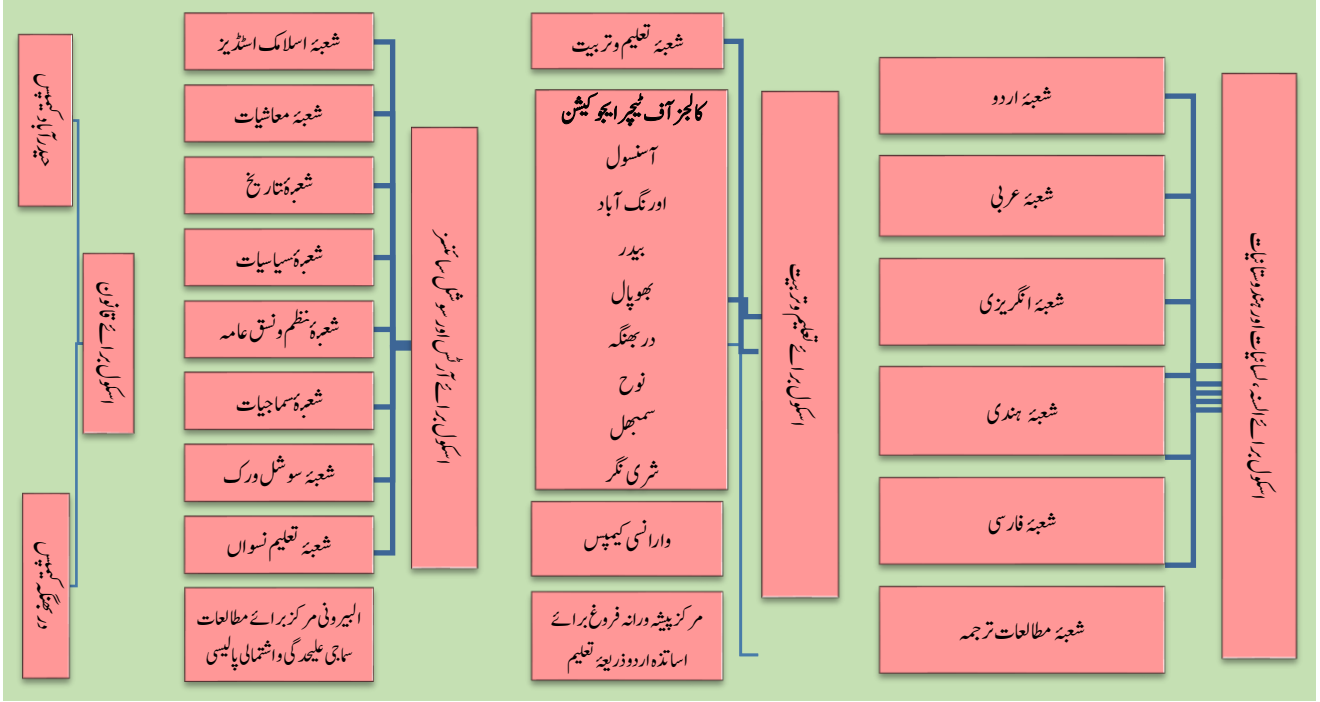 اسکول برائے السنہ، لسانیات اور ہندوستانیات
شعبۂ اردو
شعبۂ عربی
شعبۂ انگریزی
شعبۂ ہندی
شعبۂ فارسی
شعبۂ مطالعات ترجمہ
اسکول برائے تعلیم و تربیت
شعبۂ تعلیم و تربیت
کالجز آف ٹیچر ایجوکیشن
آسنسول
اورنگ آباد
بیدر
بھوپال
دربھنگہ
نوح
سمبھل
شری نگر
وارانسی کیمپس
مرکز پیشہ ورانہ فروغ برائے
اساتذہ اردو ذریعۂ تعلیم
اسکول برائے آرٹس اور سوشل سائنسز
شعبۂ اسلامک اسٹڈیز
شعبۂ معاشیات
شعبۂ تاریخ
شعبۂ سیاسیات
شعبۂ نظم و نسق عامہ
شعبۂ سماجیات
شعبۂ سوشل ورک
شعبۂ تعلیم نسواں
البیرونی مرکز برائے مطالعات
سماجی علیحدگی و اشتمالی پالیسی
اسکول برائے قانون
حیدرآباد کیمپس
دربھنگہ کیمپس